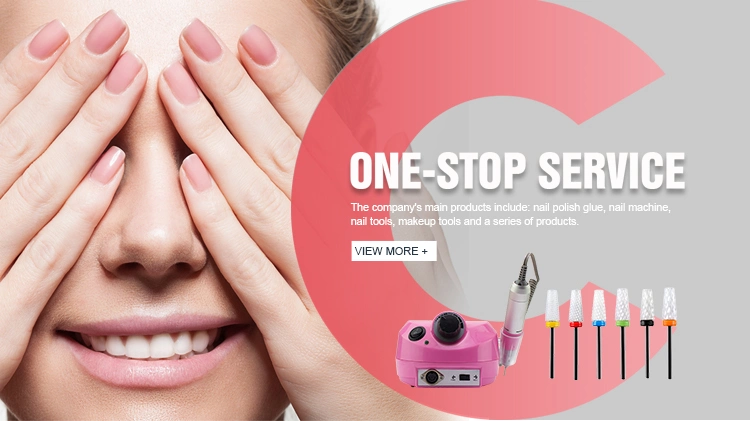 ONE-STOP SERVICE
The company's main products include: nail polish glue, nail machine,
nail tools, makeup tools and a series of products.
VIEW MORE +